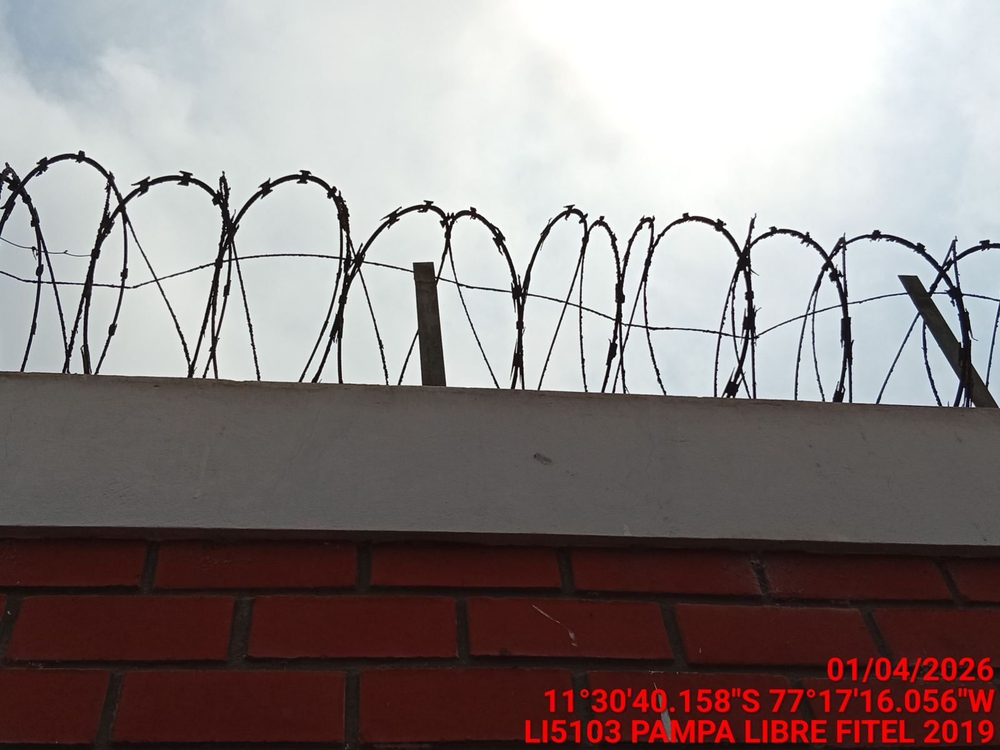 01/04/2026
11°30'40.158"S 77°17'16.056"W
LI5103 PAMPA LIBRE FITEL 2019